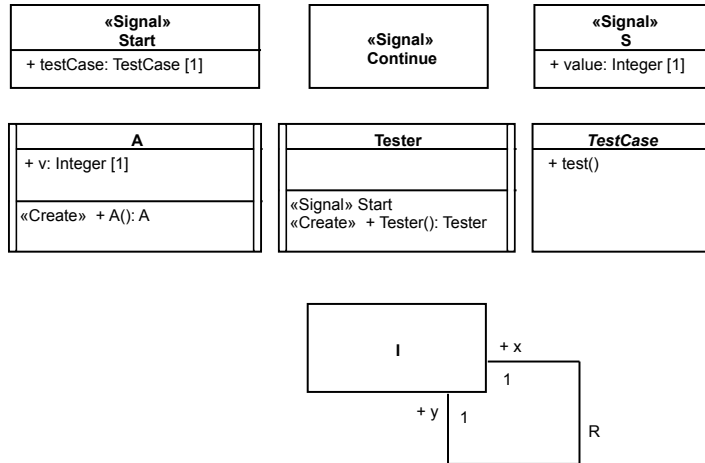 «Signal»
Start
+ testCase: TestCase [1]
«Signal»
Continue
«Signal»
S
+ value: Integer [1]
A
+ v: Integer [1]
«Create» + A(): A
Tester
«Signal» Start
«Create» + Tester(): Tester
TestCase
+ test()
I
+ x
1
+ y
1
R